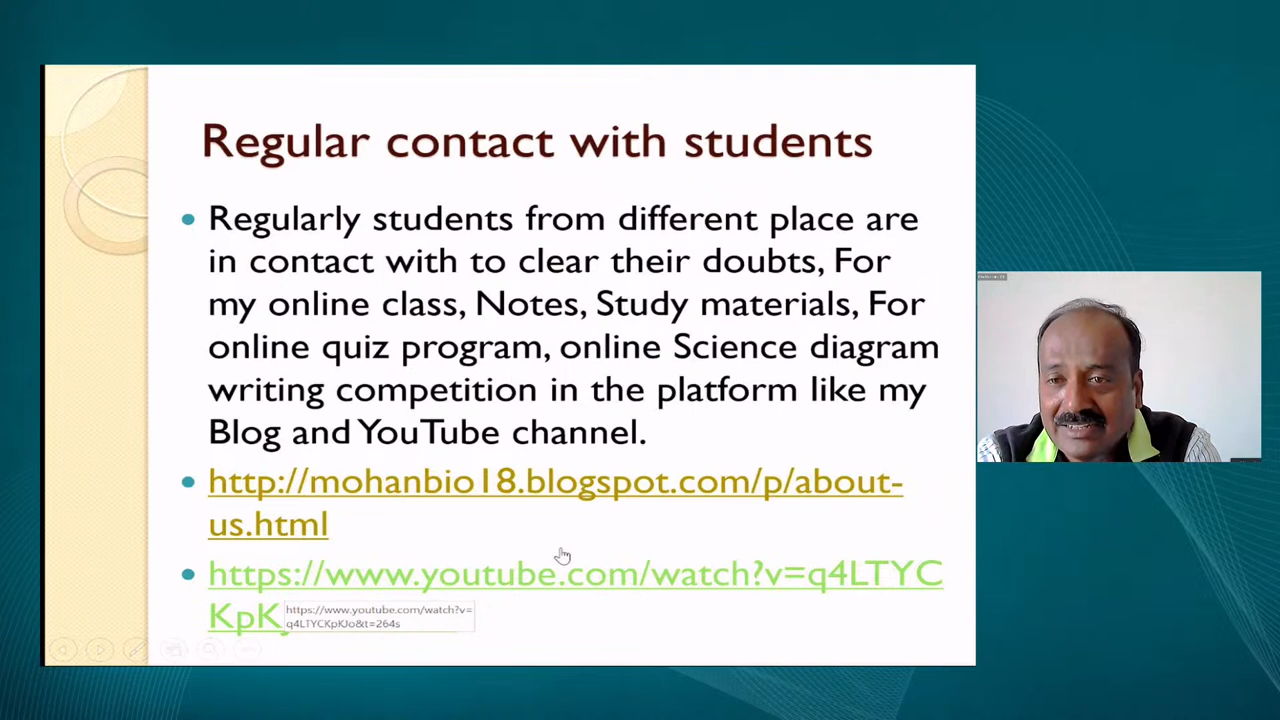 Regular contact with students
Regularly students from different place are
in contact with to clear their doubts, For
my online class, Notes, Study materials, For
online quiz program, online Science diagram
writing competition in the platform like my
Blog and YouTube channel.
http://mohanbio18.blogspot.com/p/about-
us.html
https://www.youtube.com/watch?v=q4LTYC
KpK
https://www.youtube.com/watch?v=
q4LTYCKpKJo&t=264s